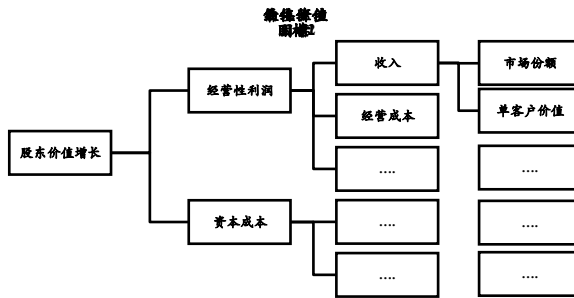 收入
市场份额
经营性利润
经营成本
单客户价值
股东价值增长
....
....
资本成本
....
....
....
....